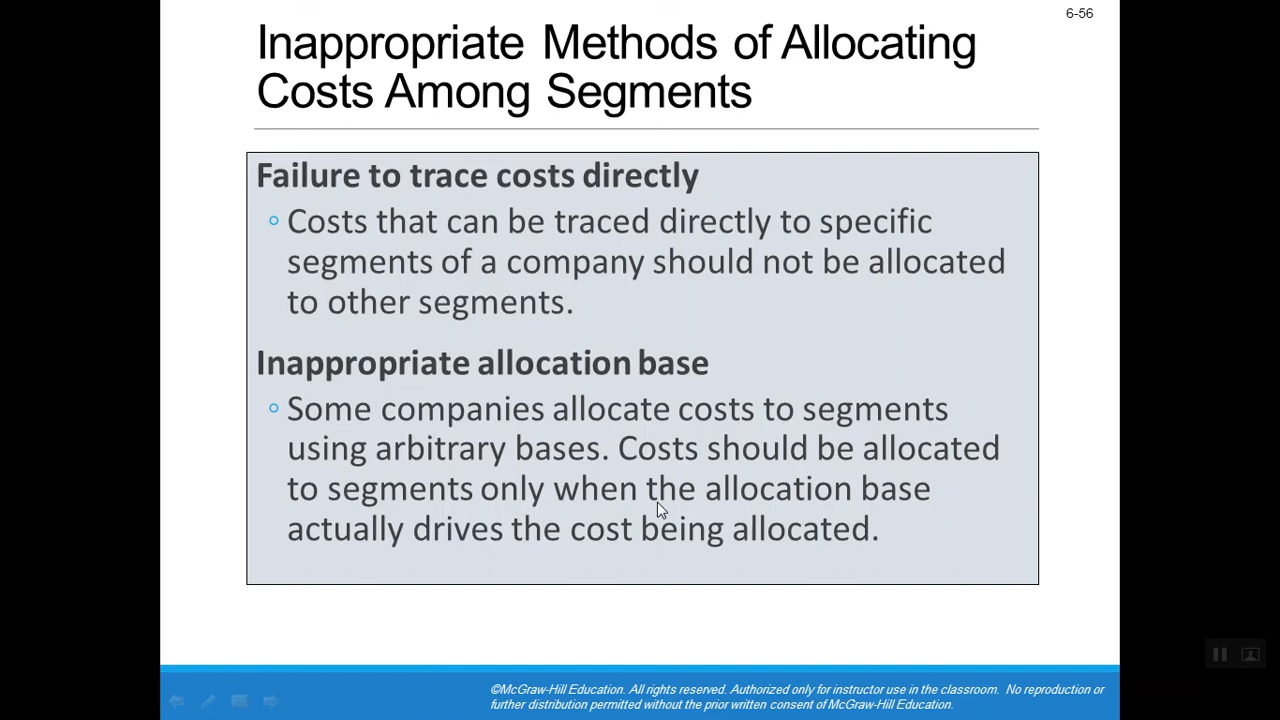 6-56
Inappropriate Methods of Allocating
Costs Among Segments
Failure to trace costs directly
◦ Costs that can be traced directly to specific
segments of a company should not be allocated
to other segments.
Inappropriate allocation base
◦ Some companies allocate costs to segments
using arbitrary bases. Costs should be allocated
to segments only when the allocation base
actually drives the cost being allocated.
©McGraw-Hill Education. All rights reserved. Authorized only for instructor use in the classroom. No reproduction or
further distribution permitted without the prior written consent of McGraw-Hill Education.